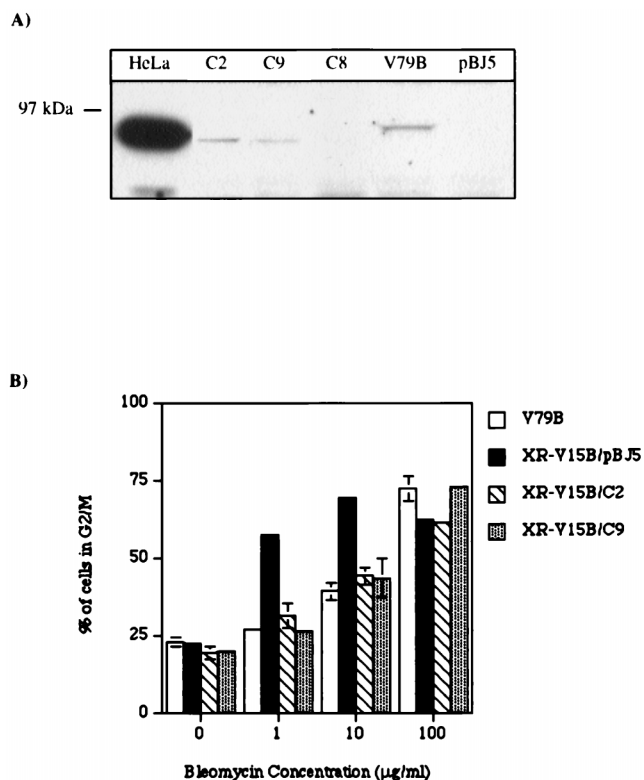 A)
HeLa C2 C9 C8 V79B pBJ5
97 kDa
B)
100
75
50
25
0
% of cells in G2/M
0 1 10 100
Bleomycin Concentration (μg/ml)
V79B
XR-V15B/pBJ5
XR-V15B/C2
XR-V15B/C9